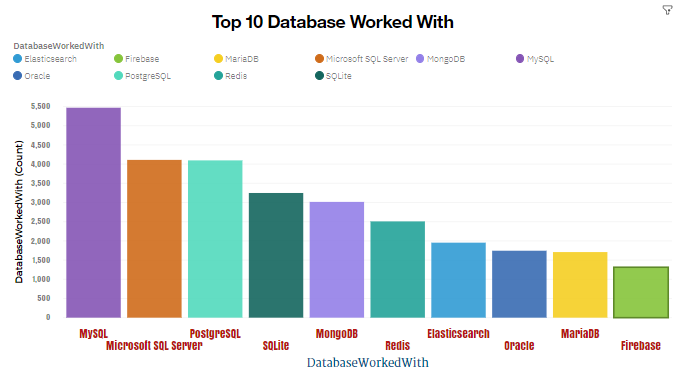 Top 10 Database Worked With
DatabaseWorkedWith
Elasticsearch Firebase MariaDB Microsoft SQL Server MongoDB MySQL
Oracle PostgreSQL Redis SQLite
DatabaseWorkedWith (Count)
5,500
5,000
4,500
4,000
3,500
3,000
2,500
2,000
1,500
1,000
500
0
MySQL PostgreSQL MongoDB Elasticsearch MariaDB
Microsoft SQL Server SQLite Redis Oracle Firebase
DatabaseWorkedWith